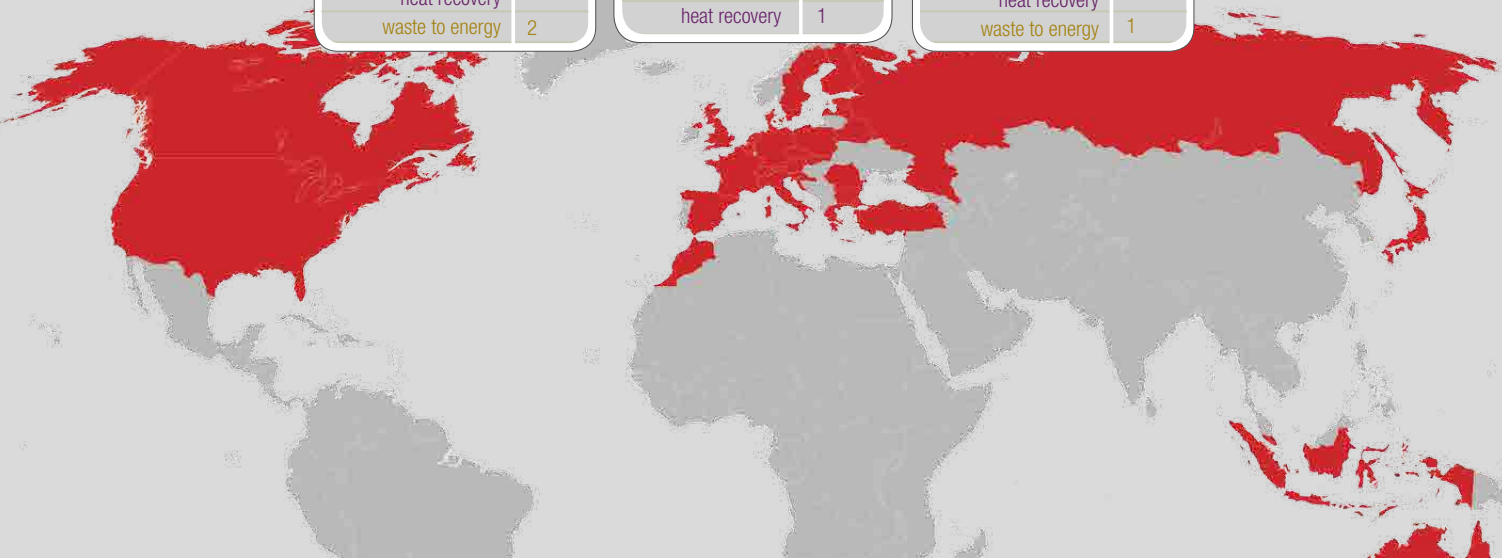 heat recovery
waste to energy 2
heat recovery 1
heat recovery
waste to energy 1